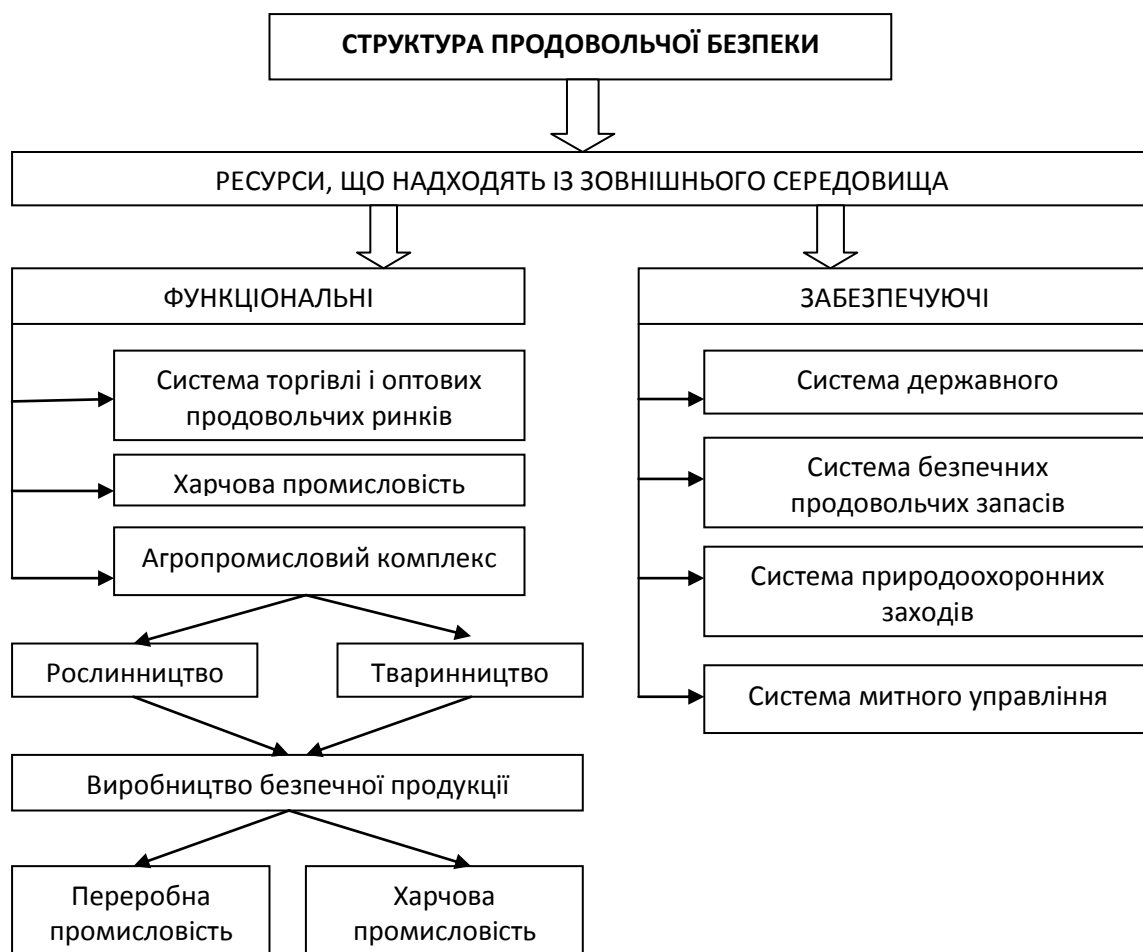 СТРУКТУРА ПРОДОВОЛЬЧОЇ БЕЗПЕКИ
РЕСУРСИ, ЩО НАДХОДЯТЬ ІЗ ЗОВНІШНЬОГО СЕРЕДОВИЩА
ФУНКЦІОНАЛЬНІ
Система торгівлі і оптових
продовольчих ринків
Харчова промисловість
Агропромисловий комплекс
Рослинництво
Тваринництво
Виробництво безпечної продукції
Переробна
промисловість
Харчова
промисловість
ЗАБЕЗПЕЧУЮЧІ
Система державного
Система безпечних
продовольчих запасів
Система природоохоронних
заходів
Система митного управління